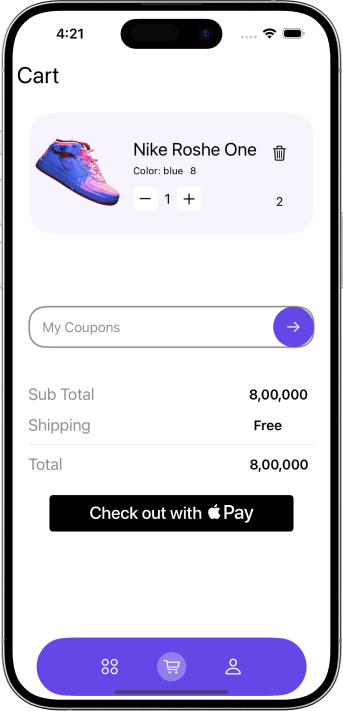 4:21
Cart
Nike Roshe One
Color: blue 8
1
2
My Coupons
Sub Total 8,00,000
Shipping Free
Total 8,00,000
Check out with Pay